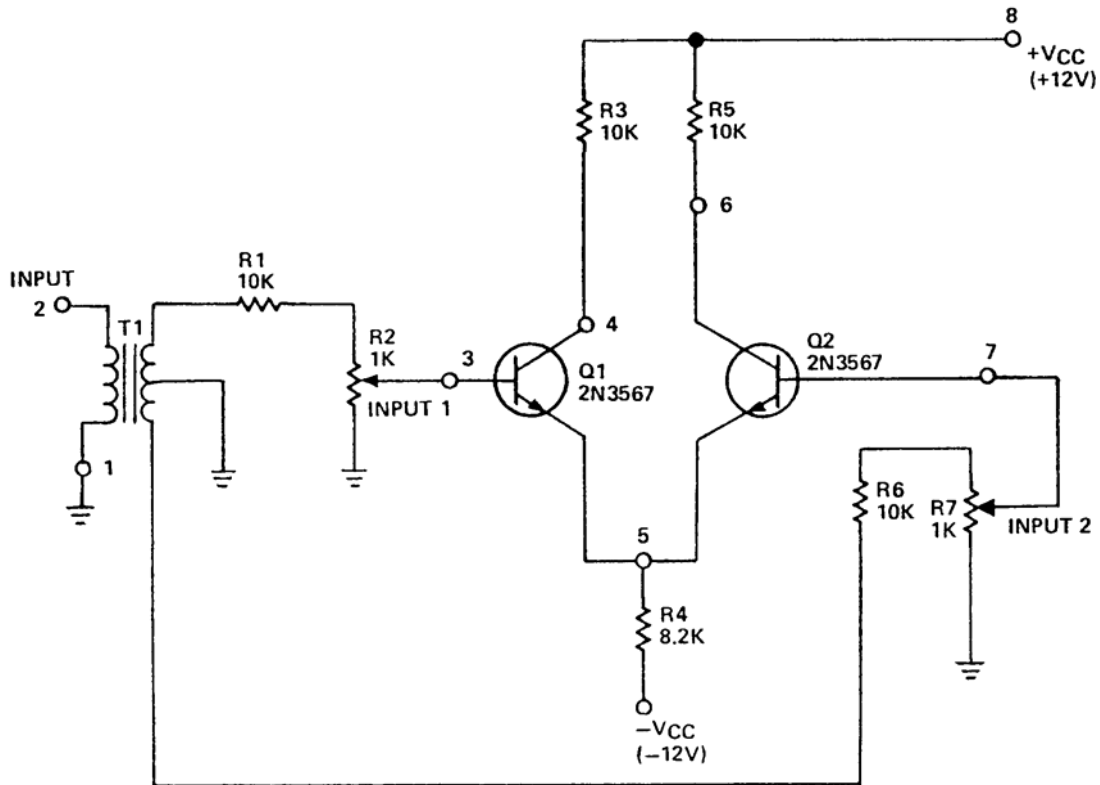 8
+VCC
(+12V)
R3
10K
R5
10K
6
INPUT
2
T1
R1
10K
R2
1K
INPUT 1
3
4
Q1
2N3567
Q2
2N3567
7
1
R6
10K
R7
1K
INPUT 2
5
R4
8.2K
−VCC
(−12V)